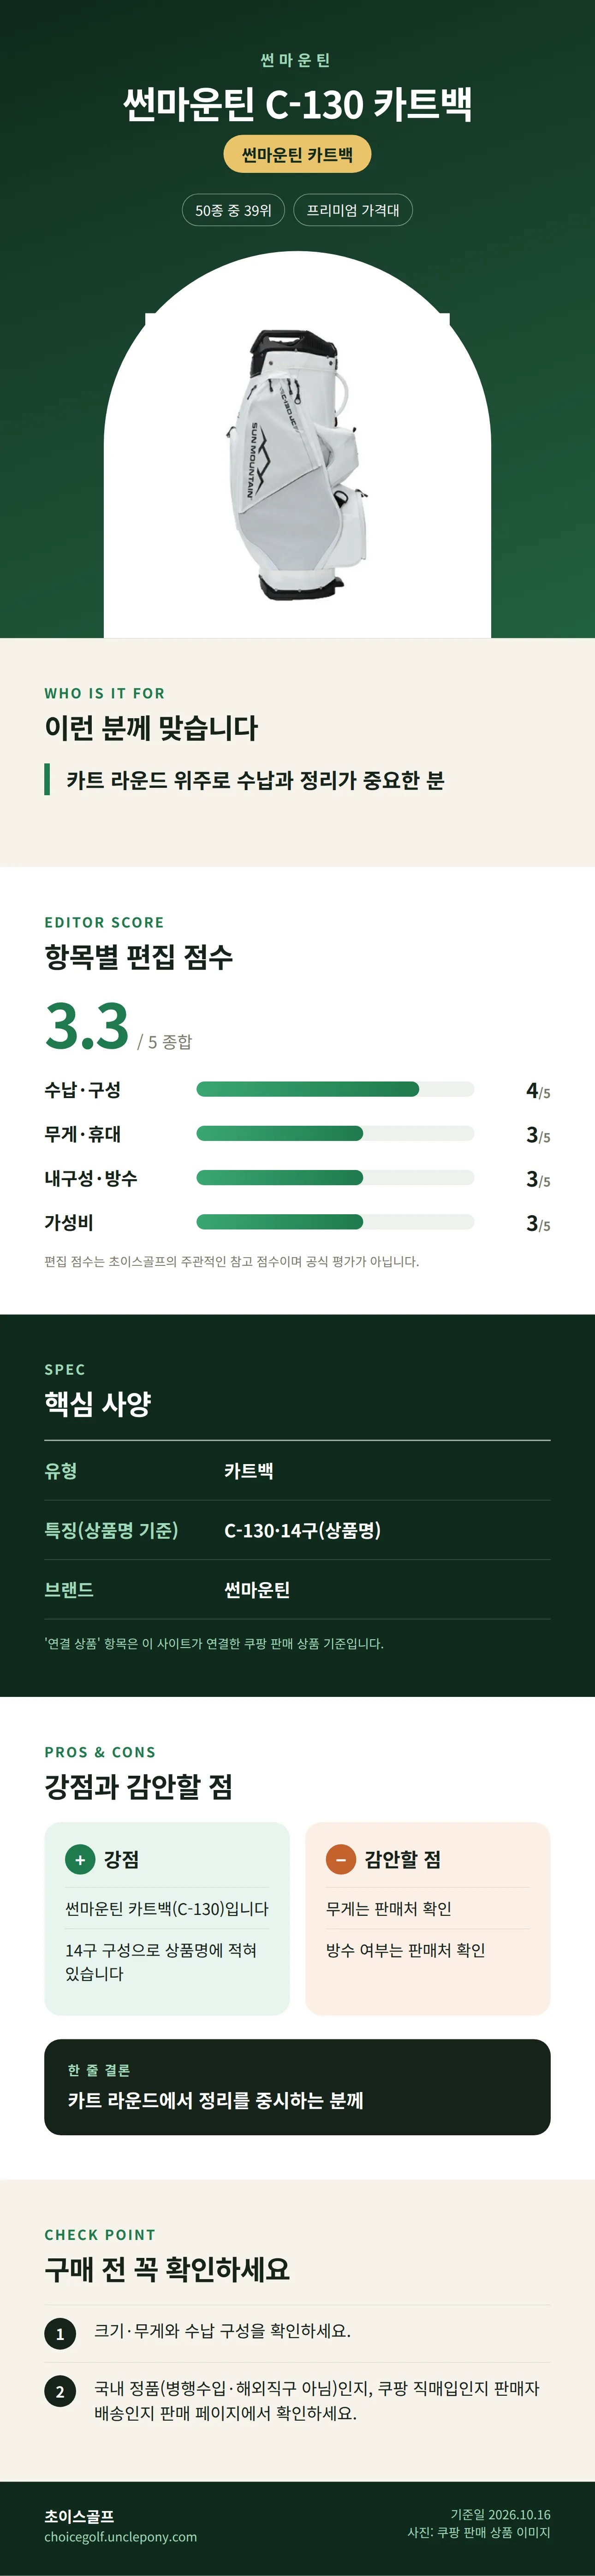 썬마운틴
썬마운틴 C-130 카트백
썬마운틴 카트백
50종 중 39위
프리미엄 가격대
SUN MOUNTAIN
WHO IS IT FOR
이런 분께 맞습니다
카트 라운드 위주로 수납과 정리가 중요한 분
EDITOR SCORE
항목별 편집 점수
3.3 / 5 종합
수납·구성 4/5
무게·휴대 3/5
내구성·방수 3/5
가성비 3/5
편집 점수는 초이스골프의 주관적인 참고 점수이며 공식 평가가 아닙니다.
SPEC
핵심 사양
유형 카트백
특징(상품명 기준) C-130·14구(상품명)
브랜드 썬마운틴
'연결 상품' 항목은 이 사이트가 연결한 쿠팡 판매 상품 기준입니다.
PROS & CONS
강점과 감안할 점
+ 강점
썬마운틴 카트백(C-130)입니다
14구 구성으로 상품명에 적혀
있습니다
− 감안할 점
무게는 판매처 확인
방수 여부는 판매처 확인
한 줄 결론
카트 라운드에서 정리를 중시하는 분께
CHECK POINT
구매 전 꼭 확인하세요
1 크기·무게와 수납 구성을 확인하세요.
2 국내 정품(병행수입·해외직구 아님)인지, 쿠팡 직매입인지 판매자
배송인지 판매 페이지에서 확인하세요.
초이스골프
choicegolf.unclepony.com
기준일 2026.10.16
사진: 쿠팡 판매 상품 이미지